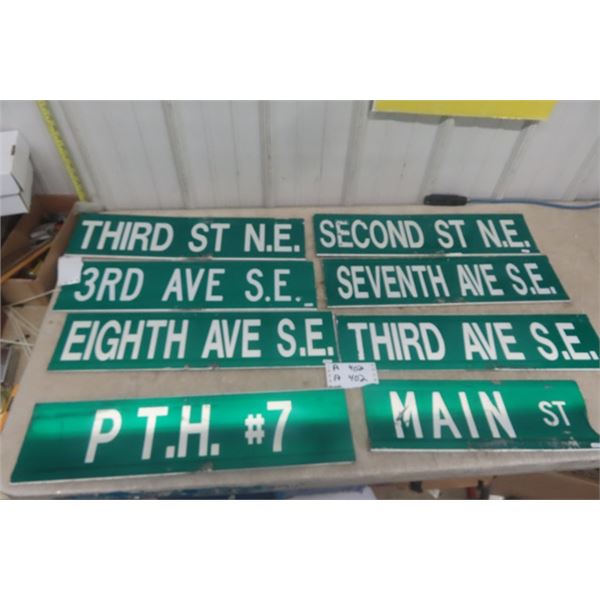 THIRD ST N.E.
SECOND ST N.E.
3RD AVE S.E.
SEVENTH AVE S.E.
EIGHTH AVE S.E.
THIRD AVE S.E.
A 402
A 402
P.T.H. #7
MAIN ST